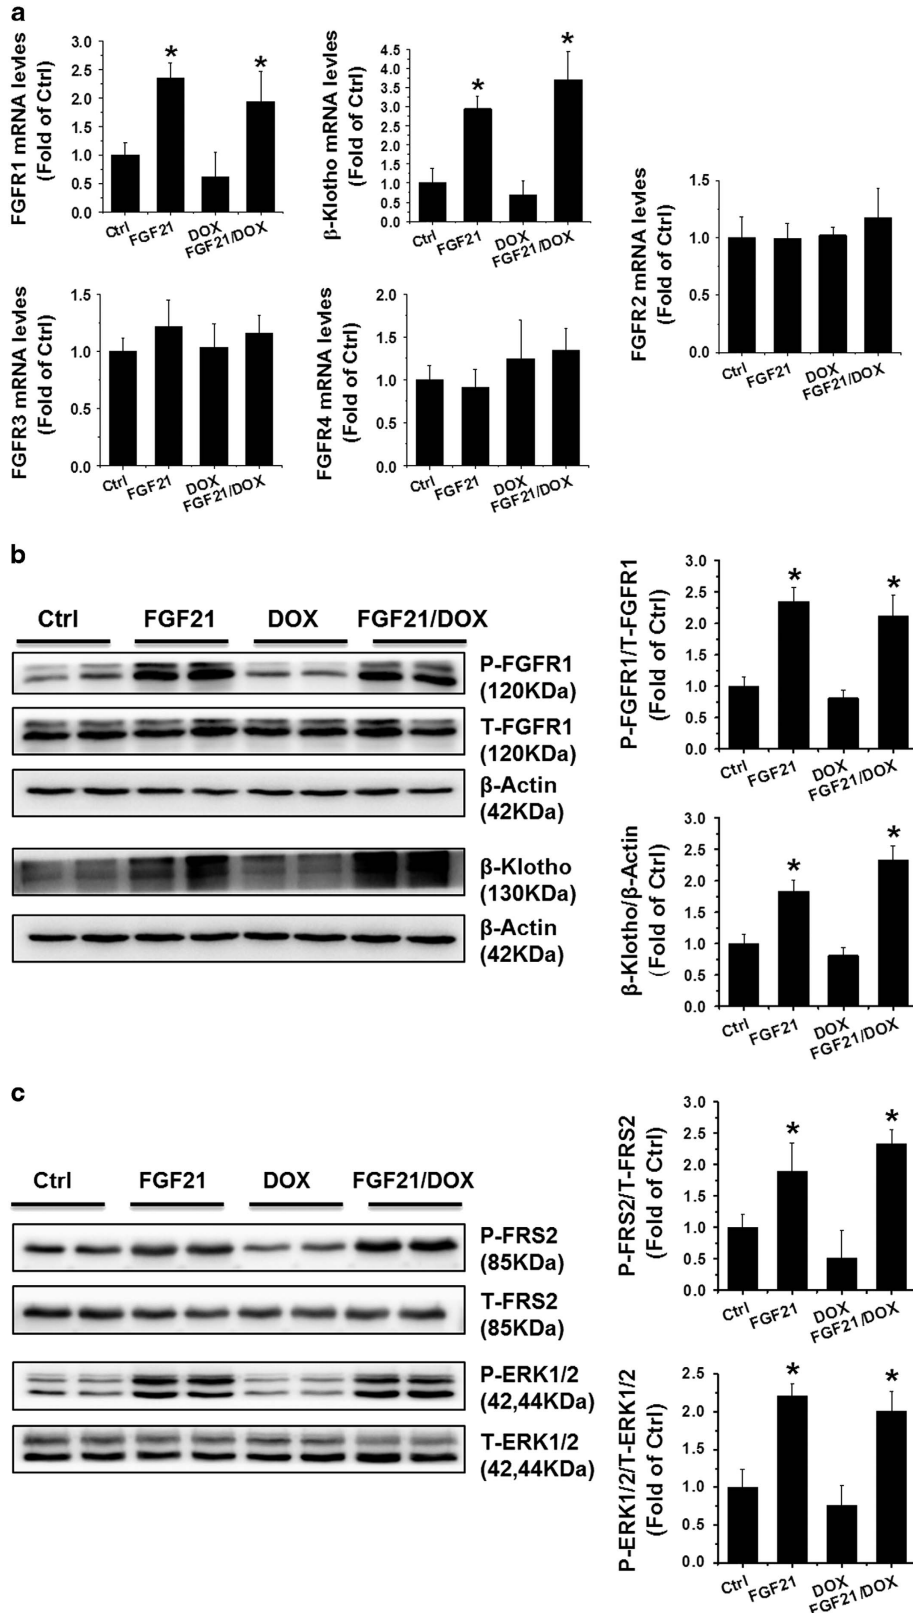 a
FGFR1 mRNA levles
(Fold of Ctrl)
3.0
2.5
2.0
1.5
1.0
0.5
0.0
*
*
Ctrl
FGF21
DOX
FGF21/DOX
β-Klotho mRNA levles
(Fold of Ctrl)
4.5
4.0
3.5
3.0
2.5
2.0
1.5
1.0
0.5
0.0
*
*
Ctrl
FGF21
DOX
FGF21/DOX
FGFR2 mRNA levles
(Fold of Ctrl)
1.5
1.0
0.5
0.0
Ctrl
FGF21
DOX
FGF21/DOX
FGFR3 mRNA levles
(Fold of Ctrl)
1.5
1.0
0.5
0.0
Ctrl
FGF21
DOX
FGF21/DOX
FGFR4 mRNA levles
(Fold of Ctrl)
2.0
1.5
1.0
0.5
0.0
Ctrl
FGF21
DOX
FGF21/DOX
b
Ctrl FGF21 DOX FGF21/DOX
P-FGFR1
(120KDa)
T-FGFR1
(120KDa)
β-Actin
(42KDa)
β-Klotho
(130KDa)
β-Actin
(42KDa)
P-FGFR1/T-FGFR1
(Fold of Ctrl)
3.0
2.5
2.0
1.5
1.0
0.5
0.0
*
*
Ctrl
FGF21
DOX
FGF21/DOX
β-Klotho/β-Actin
(Fold of Ctrl)
3.0
2.5
2.0
1.5
1.0
0.5
0.0
*
*
Ctrl
FGF21
DOX
FGF21/DOX
c
Ctrl FGF21 DOX FGF21/DOX
P-FRS2
(85KDa)
T-FRS2
(85KDa)
P-ERK1/2
(42,44KDa)
T-ERK1/2
(42,44KDa)
P-FRS2/T-FRS2
(Fold of Ctrl)
3.0
2.5
2.0
1.5
1.0
0.5
0.0
*
*
Ctrl
FGF21
DOX
FGF21/DOX
P-ERK1/2/T-ERK1/2
(Fold of Ctrl)
2.5
2.0
1.5
1.0
0.5
0.0
*
*
Ctrl
FGF21
DOX
FGF21/DOX